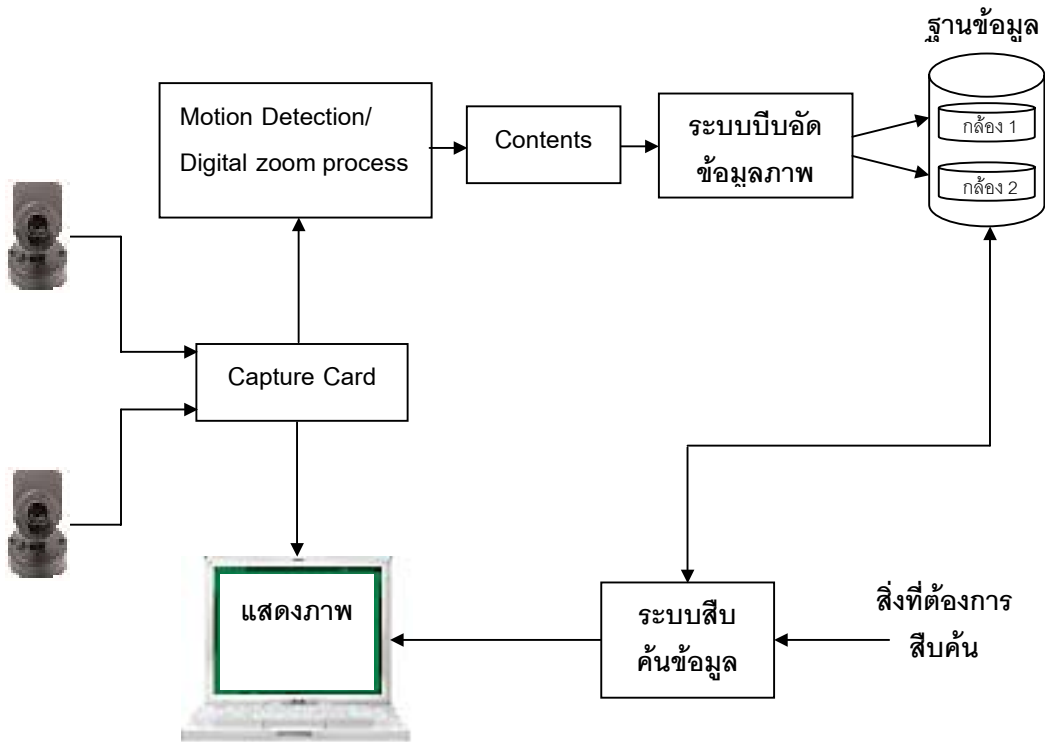 ฐานข้อมูล
Motion Detection/
Digital zoom process
Contents
ระบบบีบอัด
ข้อมูลภาพ
กล้อง 1
กล้อง 2
Capture Card
แสดงภาพ
ระบบสืบ
ค้นข้อมูล
สิ่งที่ต้องการ
สืบค้น